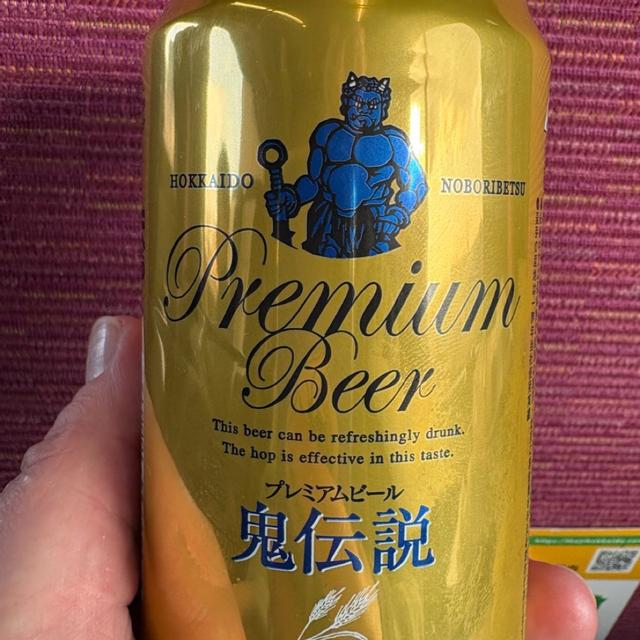 HOKKAIDO
NOBORIBETSU
Premium
Beer
This beer can be refreshingly drunk.
The hop is effective in this taste.
プレミアムビール
鬼伝説